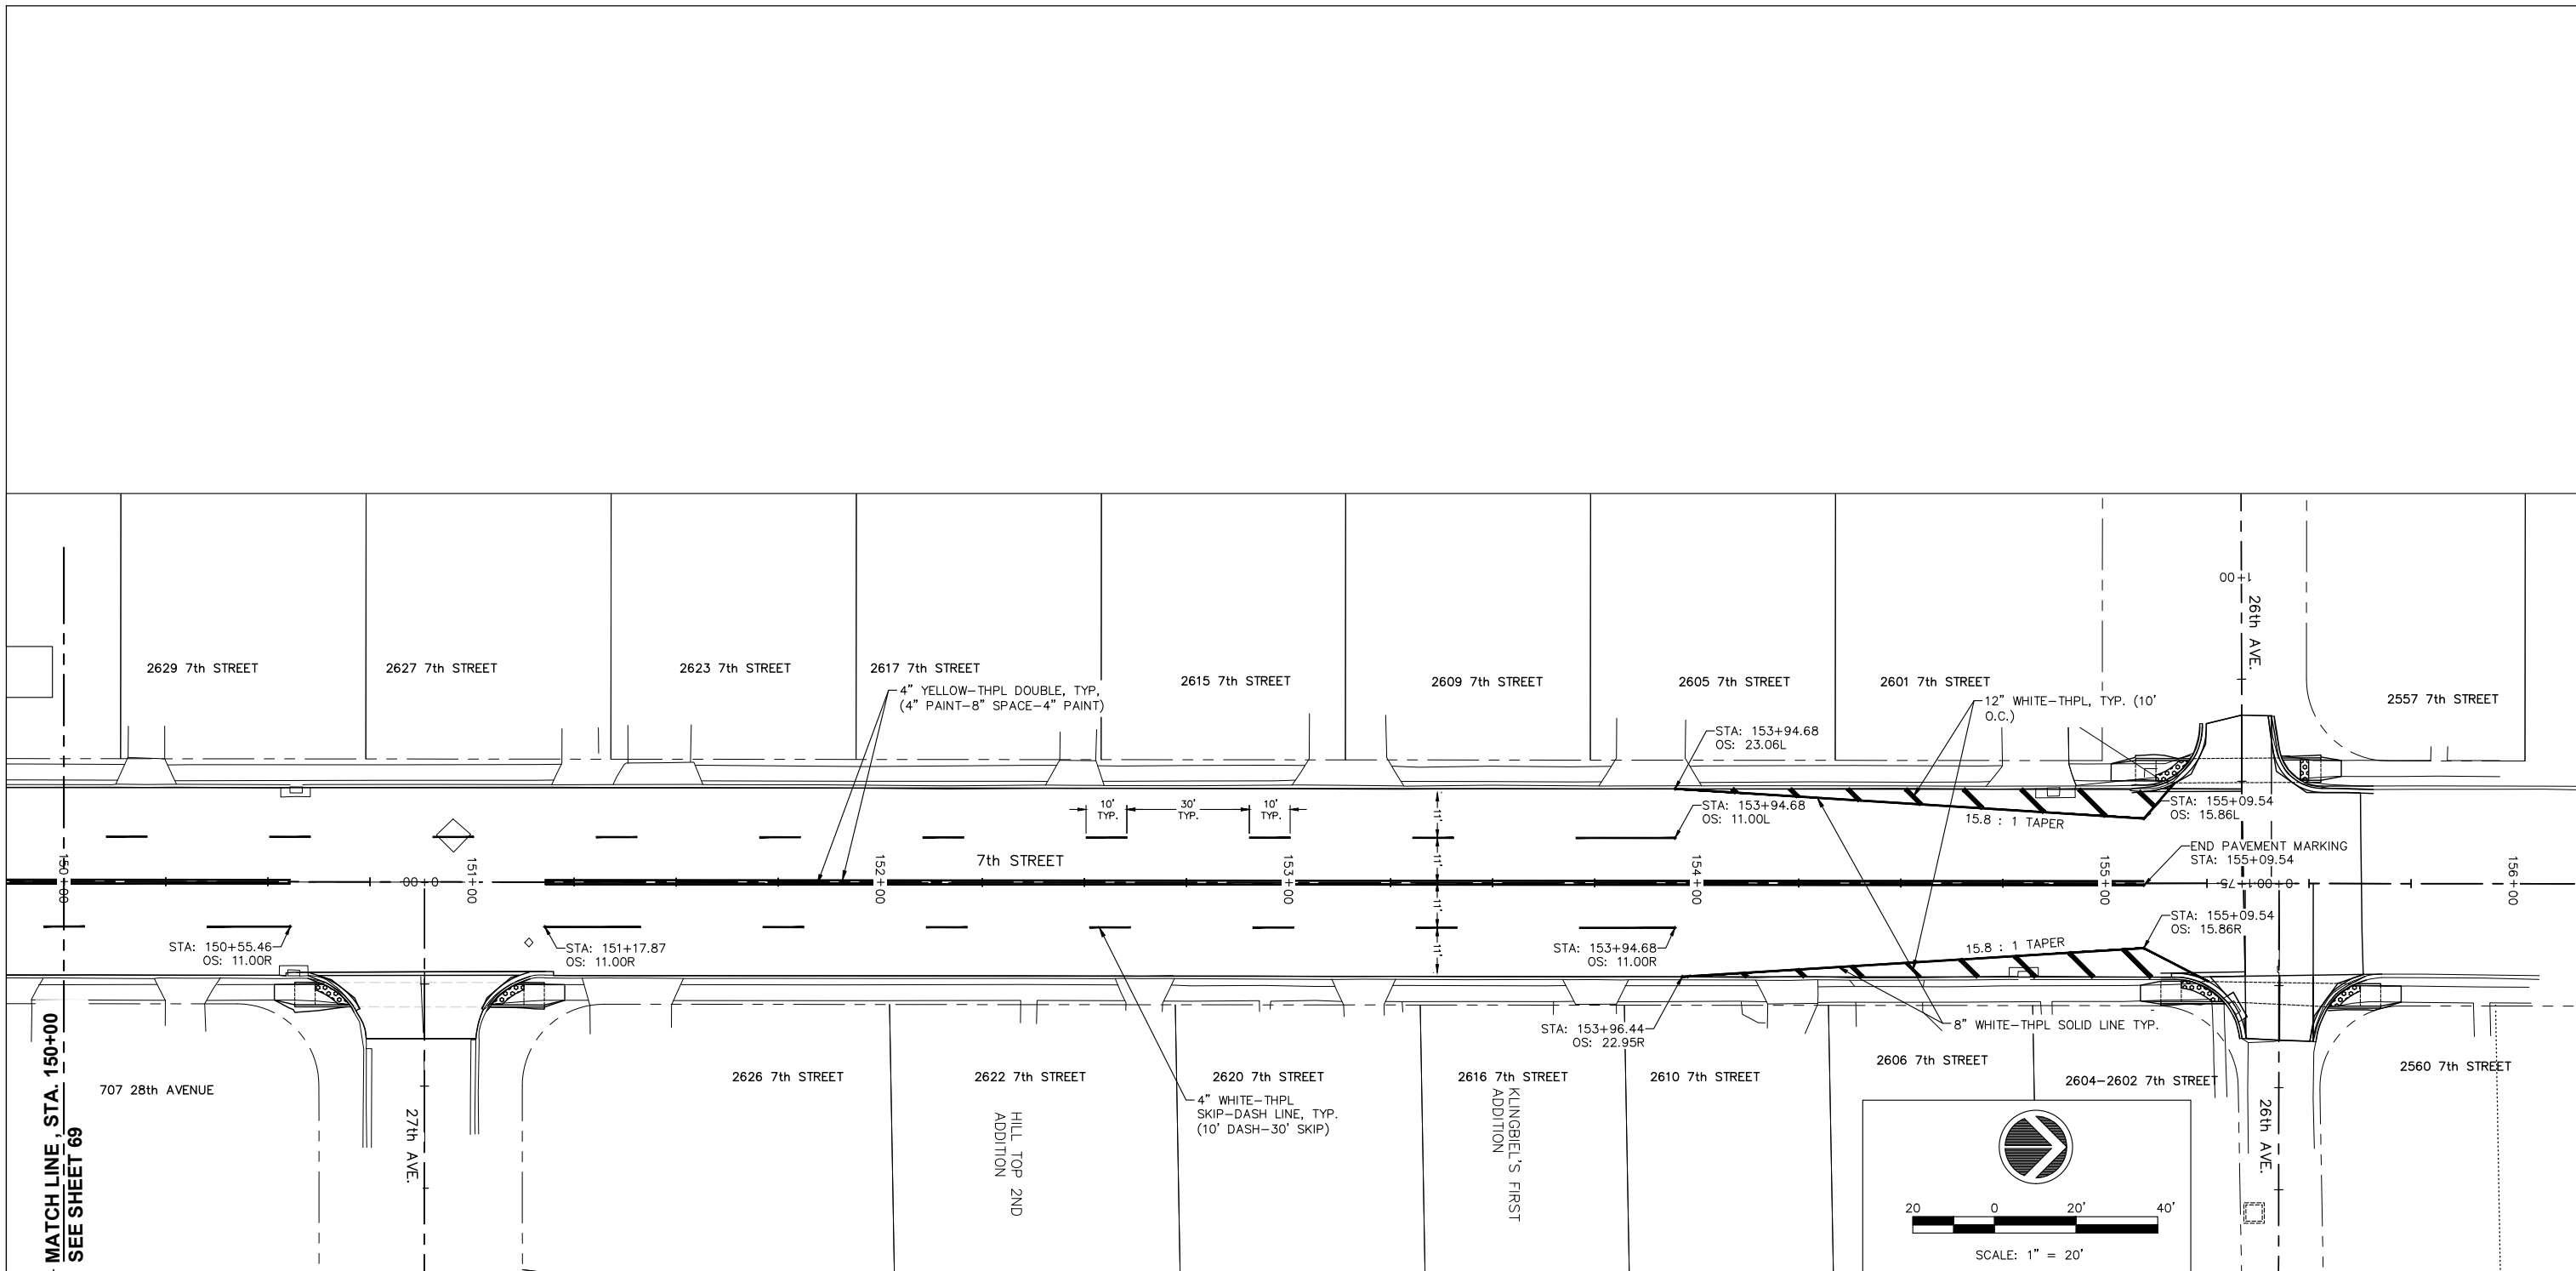 2629 7th STREET
2627 7th STREET
2623 7th STREET
2617 7th STREET
4" YELLOW-THPL DOUBLE, TYP,
(4" PAINT-8" SPACE-4" PAINT)
2615 7th STREET
2609 7th STREET
2605 7th STREET
2601 7th STREET
12" WHITE-THPL, TYP. (10'
O.C.)
1+00
26th AVE.
2557 7th STREET
STA: 153+94.68
OS: 23.06L
10'
TYP.
30'
TYP.
10'
TYP.
11'
STA: 153+94.68
OS: 11.00L
15.8 : 1 TAPER
STA: 155+09.54
OS: 15.86L
7th STREET
11'
END PAVEMENT MARKING
STA: 155+09.54
150+00
0+00
151+00
152+00
153+00
154+00
155+00
156+00
11'
STA: 150+55.46
OS: 11.00R
STA: 151+17.87
OS: 11.00R
11'
STA: 153+94.68
OS: 11.00R
15.8 : 1 TAPER
STA: 155+09.54
OS: 15.86R
STA: 153+96.44
OS: 22.95R
8" WHITE-THPL SOLID LINE TYP.
MATCH LINE, STA. 150+00
SEE SHEET 69
707 28th AVENUE
27th AVE.
2626 7th STREET
2622 7th STREET
HILL TOP 2ND
ADDITION
4" WHITE-THPL
SKIP-DASH LINE, TYP.
(10' DASH-30' SKIP)
2620 7th STREET
2616 7th STREET
KLINGBIEL'S FIRST
ADDITION
2610 7th STREET
2606 7th STREET
2604-2602 7th STREET
26th AVE.
2560 7th STREET
20
0
20'
40'
SCALE: 1" = 20'